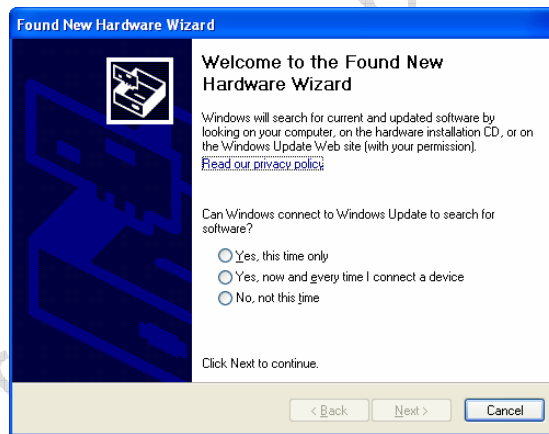 Found New Hardware Wizard
Welcome to the Found New
Hardware Wizard
Windows will search for current and updated software by
looking on your computer, on the hardware installation CD, or on
the Windows Update Web site (with your permission).
Read our privacy policy
Can Windows connect to Windows Update to search for
software?
Yes, this time only
Yes, now and every time I connect a device
No, not this time
Click Next to continue.
< Back
Next >
Cancel